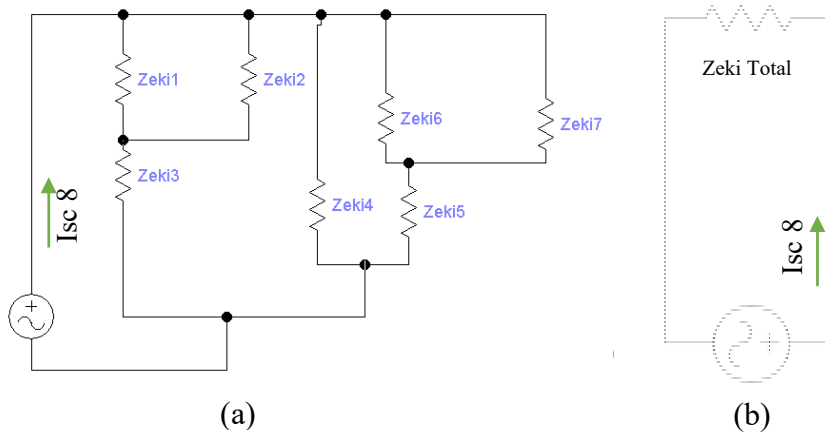 Zeki1
Zeki2
Zeki3
Zeki4
Zeki5
Zeki6
Zeki7
Isc 8
+
(a)
Zeki Total
Isc 8
+
(b)